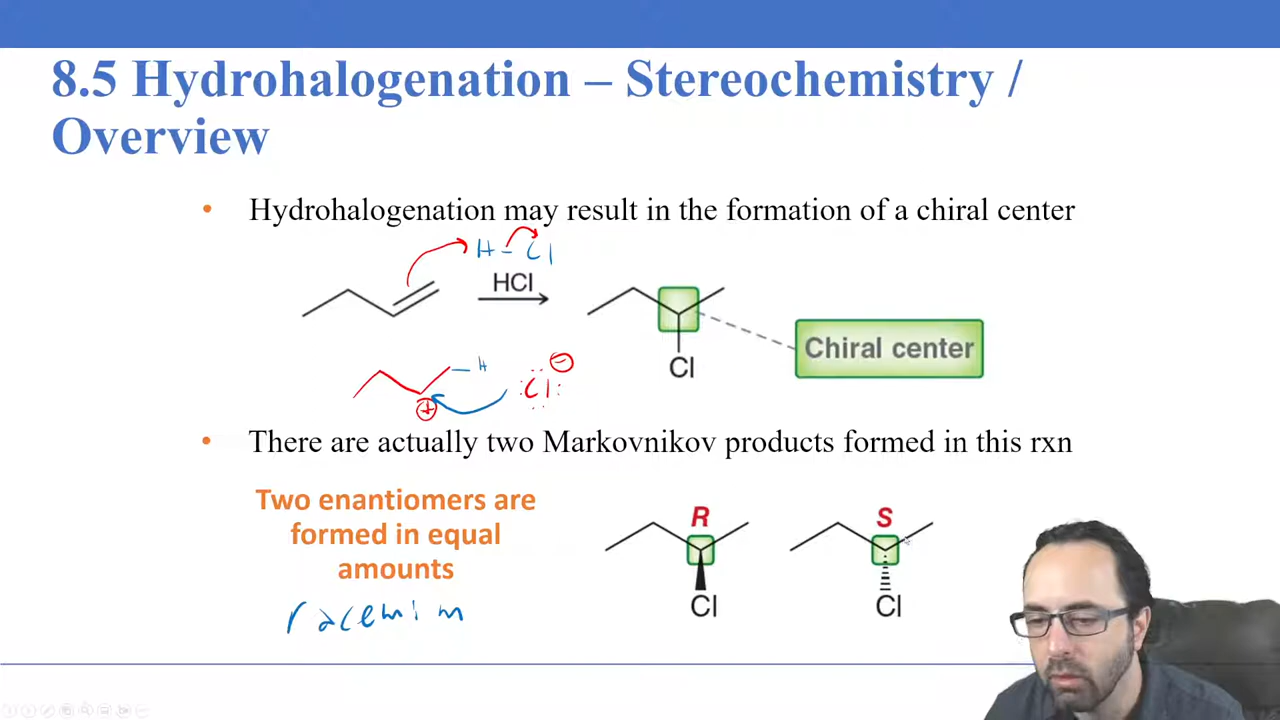 8.5 Hydrohalogenation – Stereochemistry /
Overview
• Hydrohalogenation may result in the formation of a chiral center
H – Cl
HCl
Cl
Chiral center
H
+
Cl
−
• There are actually two Markovnikov products formed in this rxn
Two enantiomers are
formed in equal
amounts
racemi m
R
Cl
S
Cl